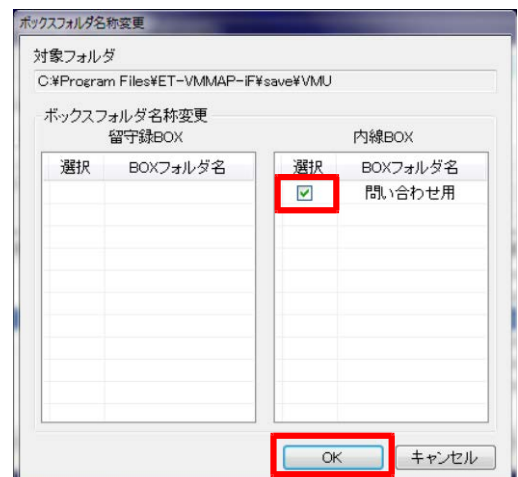 ボックスフォルダ名称変更
対象フォルダ
C:¥Program Files¥ET-VMMAP-iF¥save¥VMU
ボックスフォルダ名称変更
留守録BOX 内線BOX
選択 BOXフォルダ名 選択 BOXフォルダ名
問い合わせ用
OK キャンセル